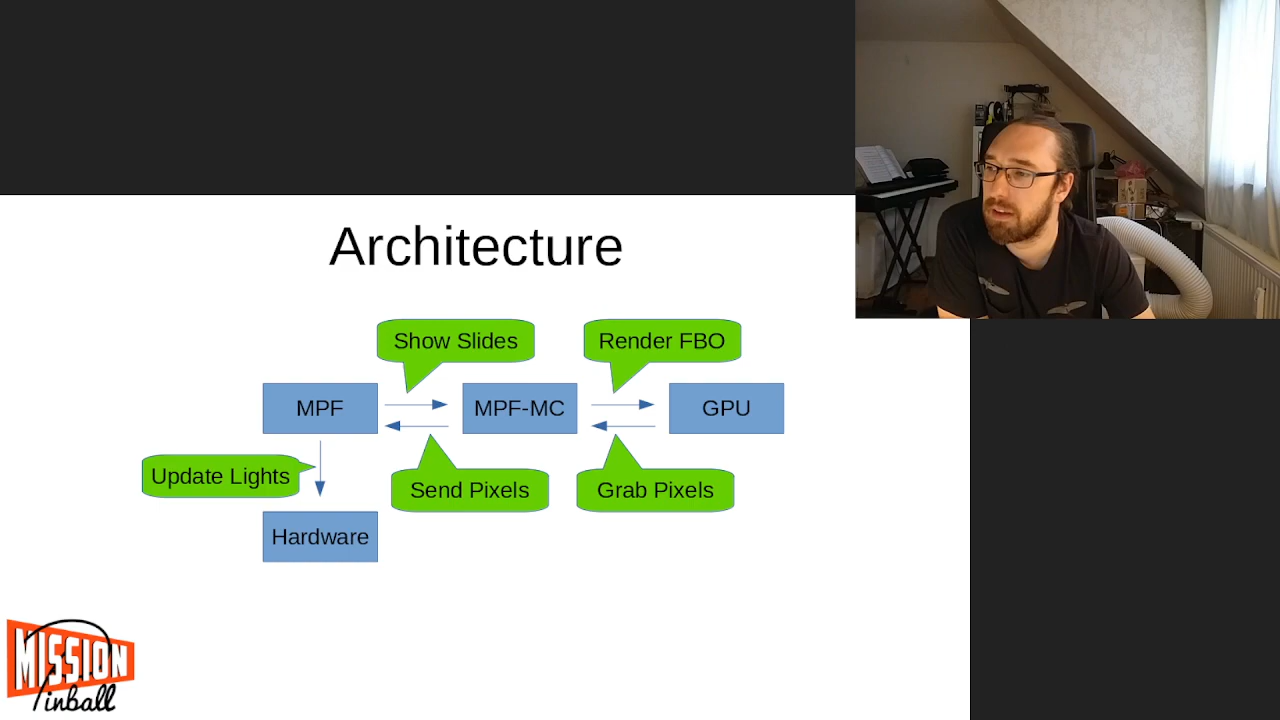 Architecture
Show Slides
Render FBO
MPF
MPF-MC
GPU
Update Lights
Send Pixels
Grab Pixels
Hardware
MISSION
Pinball